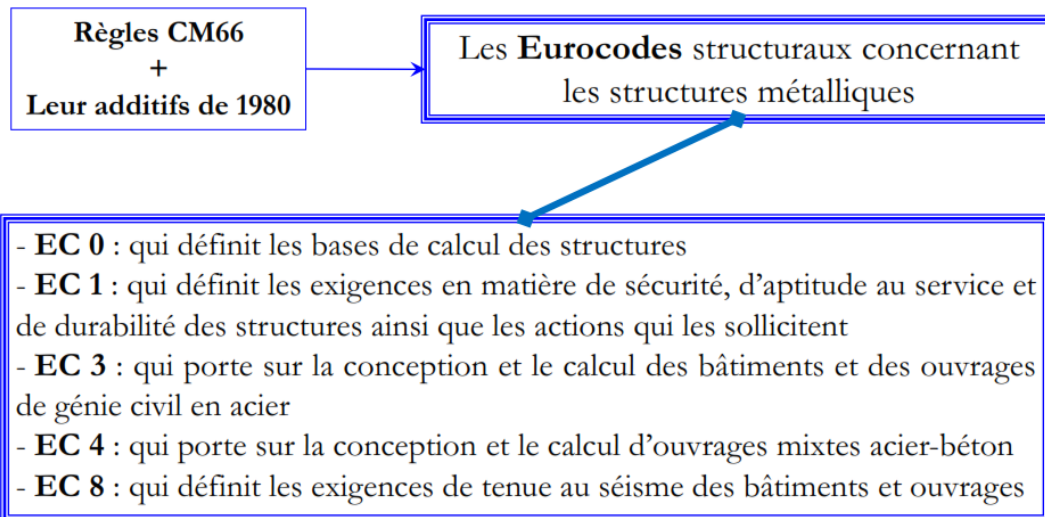 Règles CM66
+
Leur additifs de 1980
Les Eurocodes structuraux concernant
les structures métalliques
- EC 0 : qui définit les bases de calcul des structures
- EC 1 : qui définit les exigences en matière de sécurité, d'aptitude au service et
de durabilité des structures ainsi que les actions qui les sollicitent
- EC 3 : qui porte sur la conception et le calcul des bâtiments et des ouvrages
de génie civil en acier
- EC 4 : qui porte sur la conception et le calcul d'ouvrages mixtes acier-béton
- EC 8 : qui définit les exigences de tenue au séisme des bâtiments et ouvrages